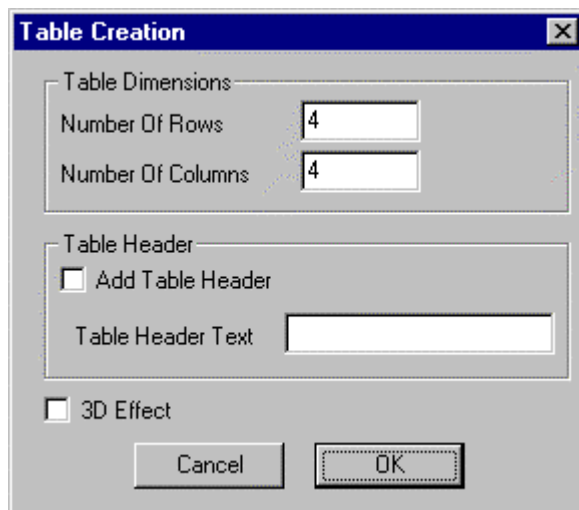 Table Creation
Table Dimensions
Number Of Rows 4
Number Of Columns 4
Table Header
Add Table Header
Table Header Text
3D Effect
Cancel OK